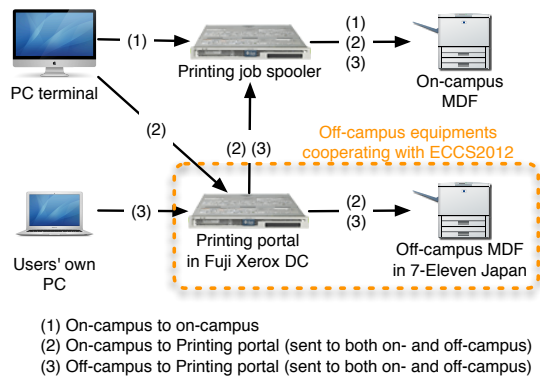 (1)
(1)
(2)
(3)
PC terminal
Printing job spooler
On-campus
MDF
(2)
(2) (3)
Off-campus equipments
cooperating with ECCS2012
(3)
(2)
(3)
Users' own
PC
Printing portal
in Fuji Xerox DC
Off-campus MDF
in 7-Eleven Japan
(1) On-campus to on-campus
(2) On-campus to Printing portal (sent to both on- and off-campus)
(3) Off-campus to Printing portal (sent to both on- and off-campus)